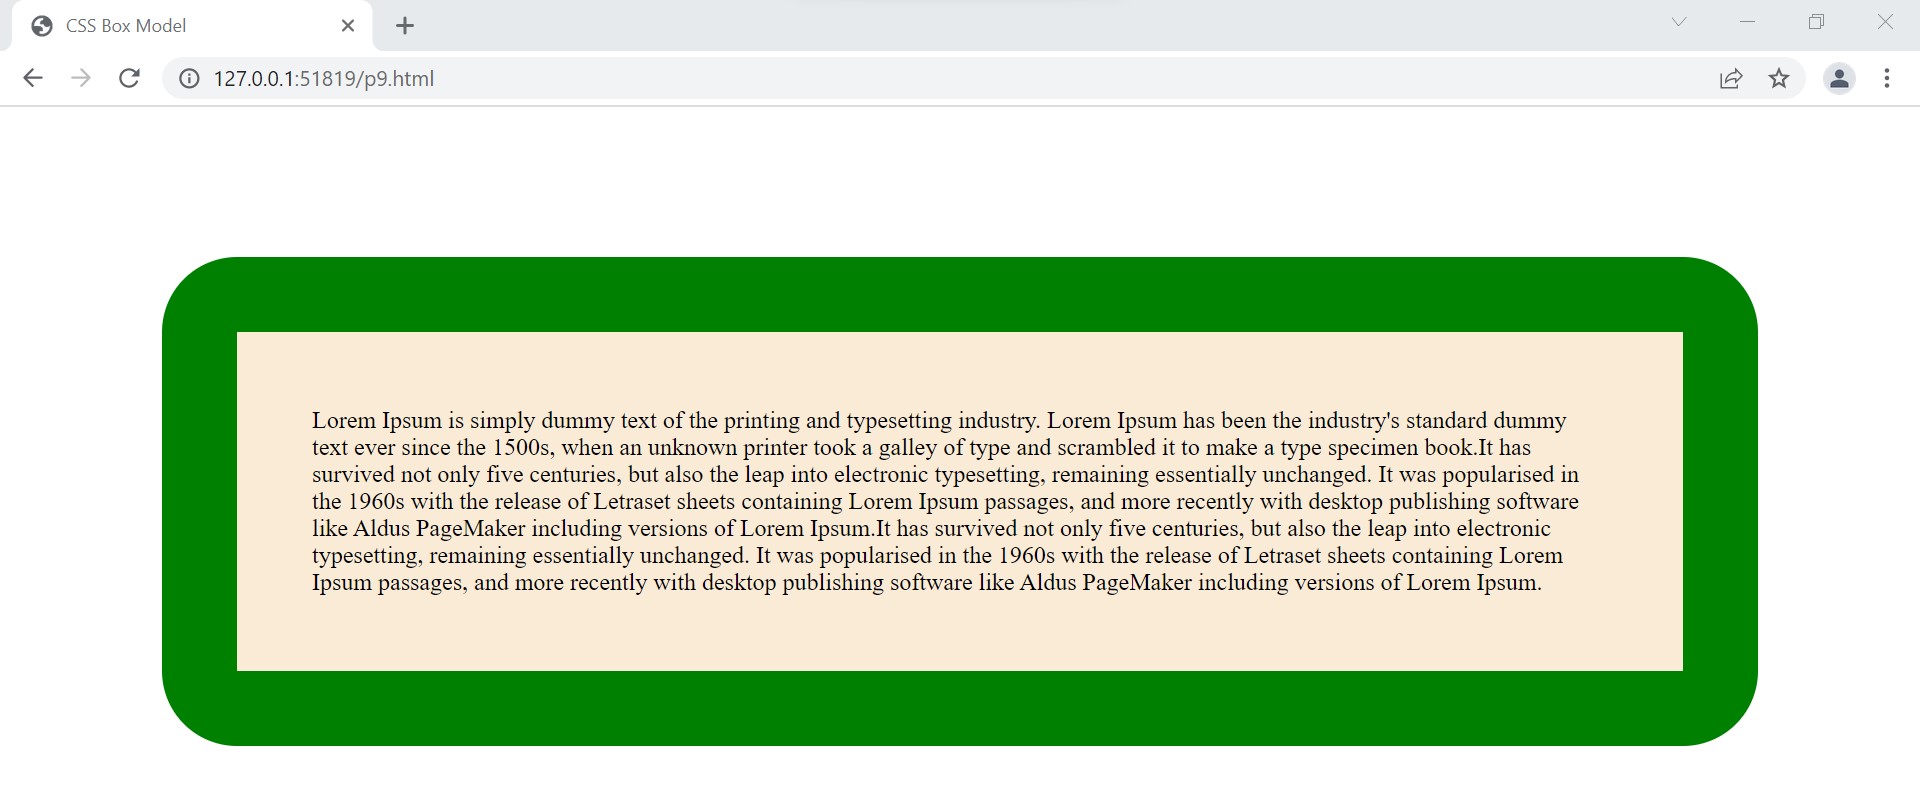 CSS Box Model
127.0.0.1:51819/p9.html
Lorem Ipsum is simply dummy text of the printing and typesetting industry. Lorem Ipsum has been the industry's standard dummy
text ever since the 1500s, when an unknown printer took a galley of type and scrambled it to make a type specimen book.It has
survived not only five centuries, but also the leap into electronic typesetting, remaining essentially unchanged. It was popularised in
the 1960s with the release of Letraset sheets containing Lorem Ipsum passages, and more recently with desktop publishing software
like Aldus PageMaker including versions of Lorem Ipsum.It has survived not only five centuries, but also the leap into electronic
typesetting, remaining essentially unchanged. It was popularised in the 1960s with the release of Letraset sheets containing Lorem
Ipsum passages, and more recently with desktop publishing software like Aldus PageMaker including versions of Lorem Ipsum.